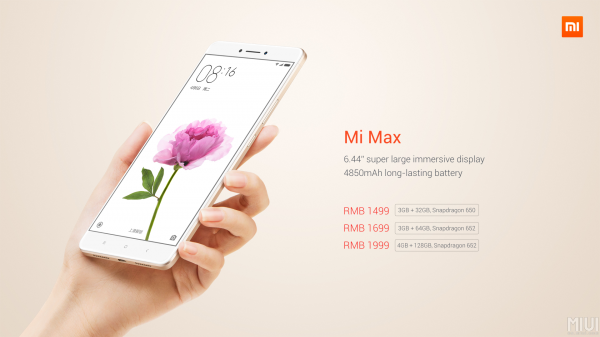 mi
08:16
Mi Max
6.44" super large immersive display
4850mAh long-lasting battery
RMB 1499 3GB + 32GB, Snapdragon 650
RMB 1699 3GB + 64GB, Snapdragon 652
RMB 1999 4GB + 128GB, Snapdragon 652
MIUI